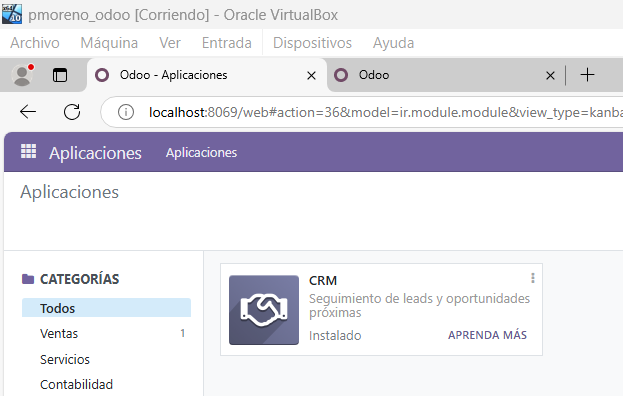 pmoreno_odoo [Corriendo] - Oracle VirtualBox
Archivo Máquina Ver Entrada Dispositivos Ayuda
Odoo - Aplicaciones Odoo
localhost:8069/web#action=36&model=ir.module.module&view_type=kanba
Aplicaciones Aplicaciones
Aplicaciones
CATEGORÍAS
Todos
Ventas 1
Servicios
Contabilidad
CRM
Seguimiento de leads y oportunidades
próximas
Instalado APRENDA MÁS